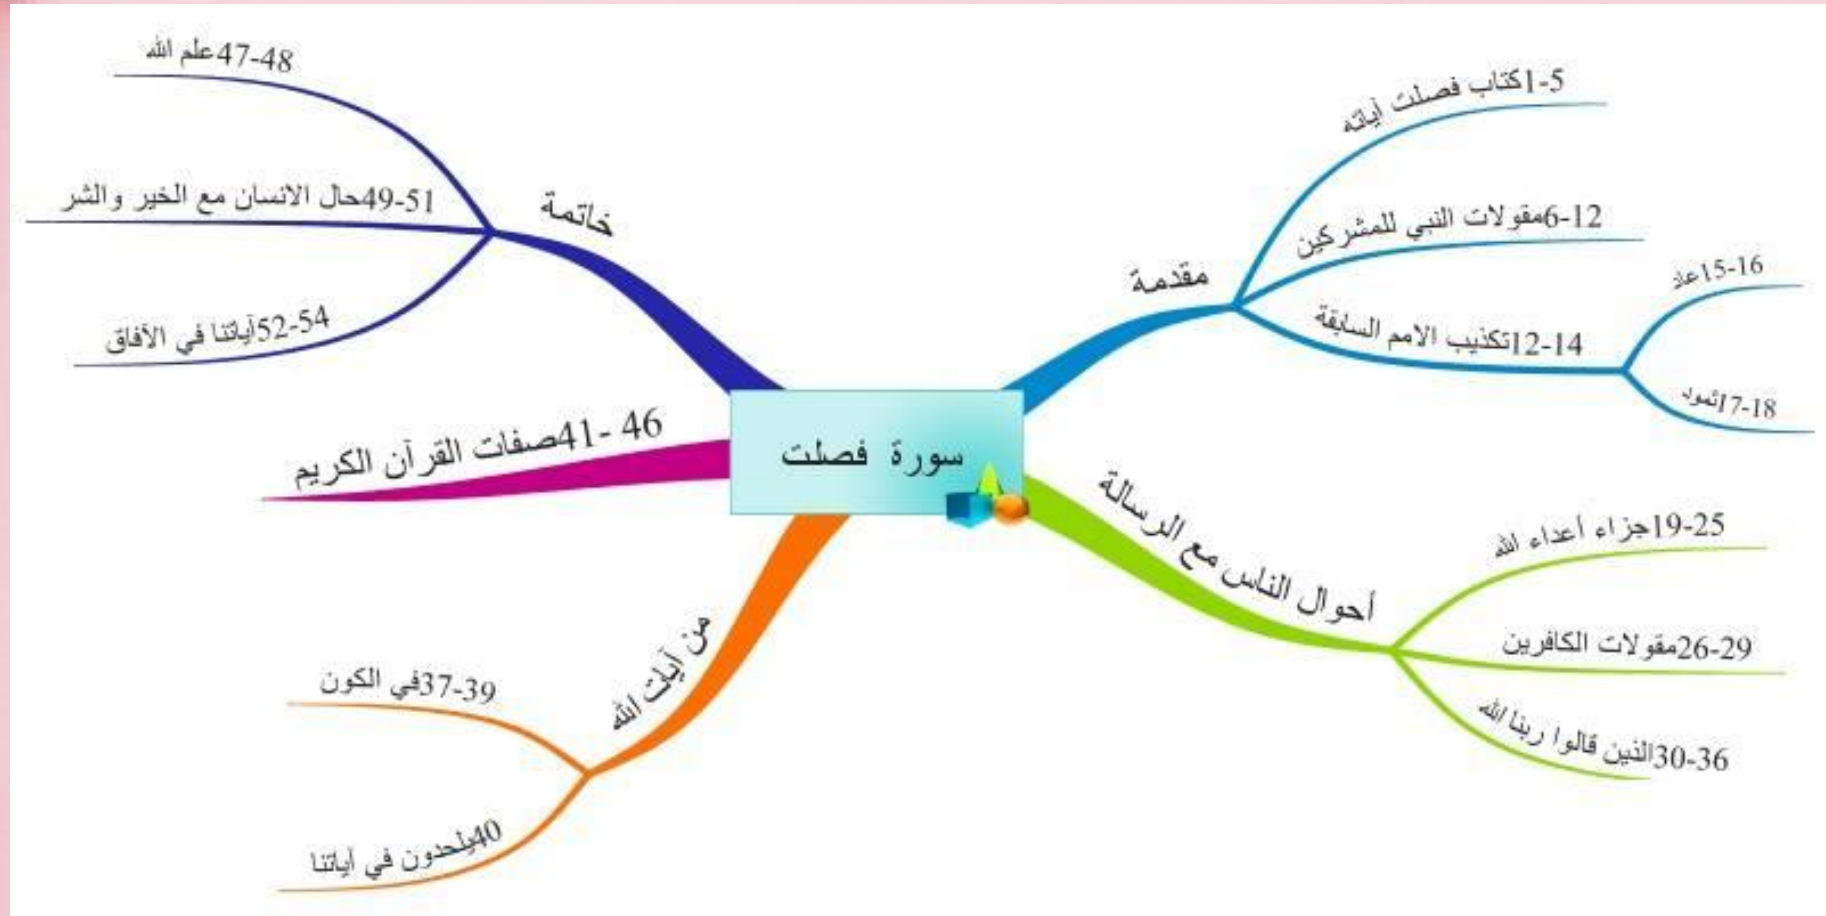 سورة فصلت
مقدمة
1-5كتاب فصلت آياته
6-12مقولات النبي للمشركين
12-14تكذيب الامم السابقة
15-16عاد
17-18ثمود
أحوال الناس مع الرسالة
19-25جزاء أعداء الله
26-29مقولات الكافرين
30-36الذين قالوا ربنا الله
من آيات الله
37-39في الكون
40يلحدون في آياتنا
41- 46صفات القرآن الكريم
خاتمة
47-48علم الله
49-51حال الانسان مع الخير والشر
52-54آياتنا في الآفاق